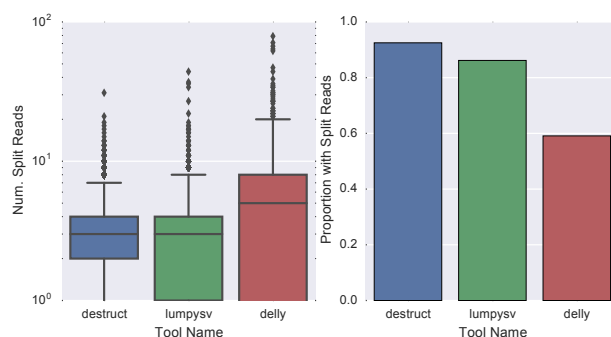 Num. Split Reads
10²
10¹
10⁰
destruct lumpysv delly
Tool Name
Proportion with Split Reads
1.0
0.8
0.6
0.4
0.2
0.0
destruct lumpysv delly
Tool Name